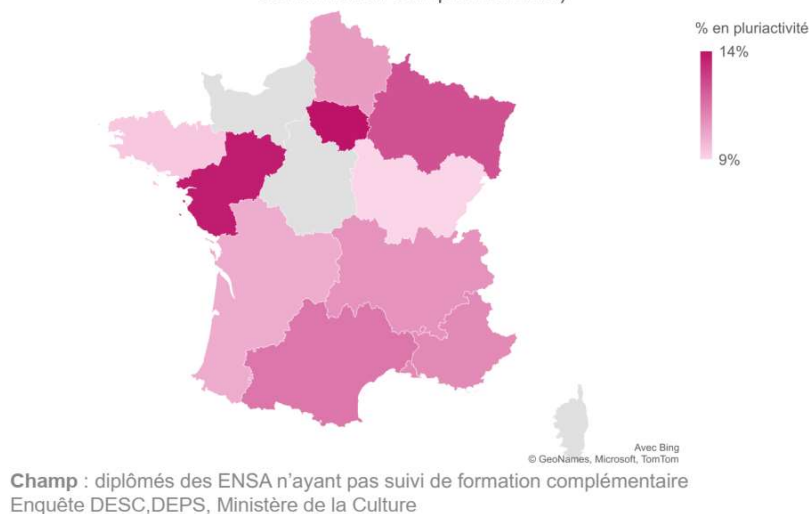 % en pluriactivité
14%
9%
Avec Bing
© GeoNames, Microsoft, TomTom
Champ : diplômés des ENSA n'ayant pas suivi de formation complémentaire
Enquête DESC,DEPS, Ministère de la Culture